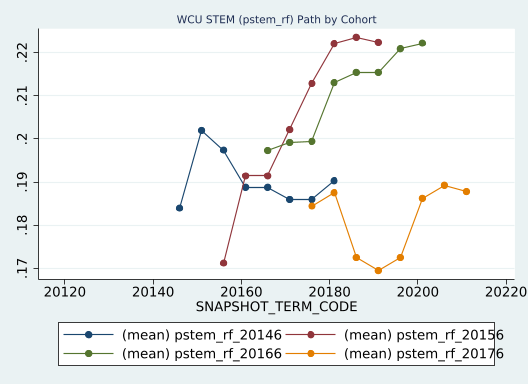 WCU STEM (pstem_rf) Path by Cohort
.22
.21
.2
.19
.18
.17
20120 20140 20160 20180 20200 20220
SNAPSHOT_TERM_CODE
(mean) pstem_rf_20146 (mean) pstem_rf_20156
(mean) pstem_rf_20166 (mean) pstem_rf_20176